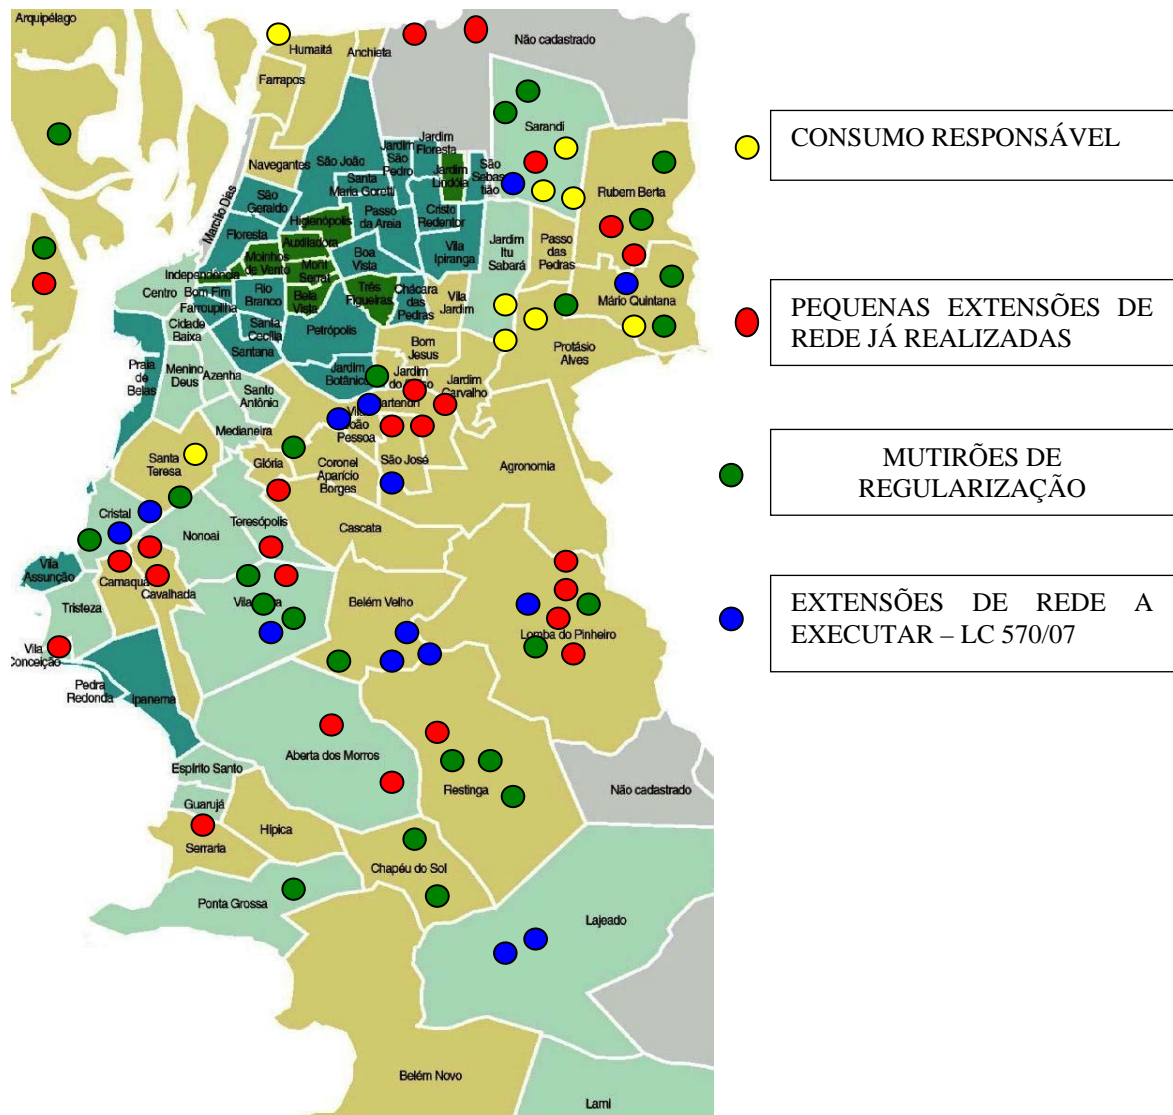 Arquipélago
Humaitá
Anchieta
Não cadastrado
Farrapos
Sarandi
CONSUMO RESPONSÁVEL
Navegantes
São João
Jardim
São
Pedro
Jardim
Floresta
Jardim
Lindóia
São
Sebas
tião
Rubem Berta
Marcílio Dias
São
Geraldo
Santa
Maria Goretti
Passo
da Areia
Cristo
Redentor
Higienópolis
Floresta
Auxiliadora
Moinhos
de Vento
Mont
Serrat
Boa
Vista
Vila
Ipiranga
Jardim
Itu
Sabará
Passo
das
Pedras
Independência
Centro
Bom Fim
Farroupilha
Rio
Branco
Bela
Vista
Três
Figueiras
Chácara
das
Pedras
Vila
Jardim
Mário Quintana
PEQUENAS EXTENSÕES DE
REDE JÁ REALIZADAS
Cidade
Baixa
Santa
Cecília
Petrópolis
Santana
Bom
Jesus
Protásio
Alves
Praia
de
Belas
Menino
Deus
Azenha
Santo
Antônio
Jardim
Botânico
Jardim
do
Jardim
Carvalho
Medianeira
Pessoa
Santa
Teresa
Glória
Coronel
Aparício
Borges
São José
Agronomia
MUTIRÕES DE
REGULARIZAÇÃO
Cristal
Nonoai
Teresópolis
Cascata
Vila
Assunção
Camaquã
Cavalhada
Tristeza
Vila
Belém Velho
EXTENSÕES DE REDE A
EXECUTAR – LC 570/07
Lomba do Pinheiro
Vila
Conceição
Pedra
Redonda
Ipanema
Aberta dos Morros
Espírito Santo
Restinga
Não cadastrado
Guarujá
Hípica
Serraria
Chapéu do Sol
Ponta Grossa
Lajeado
Belém Novo
Lami